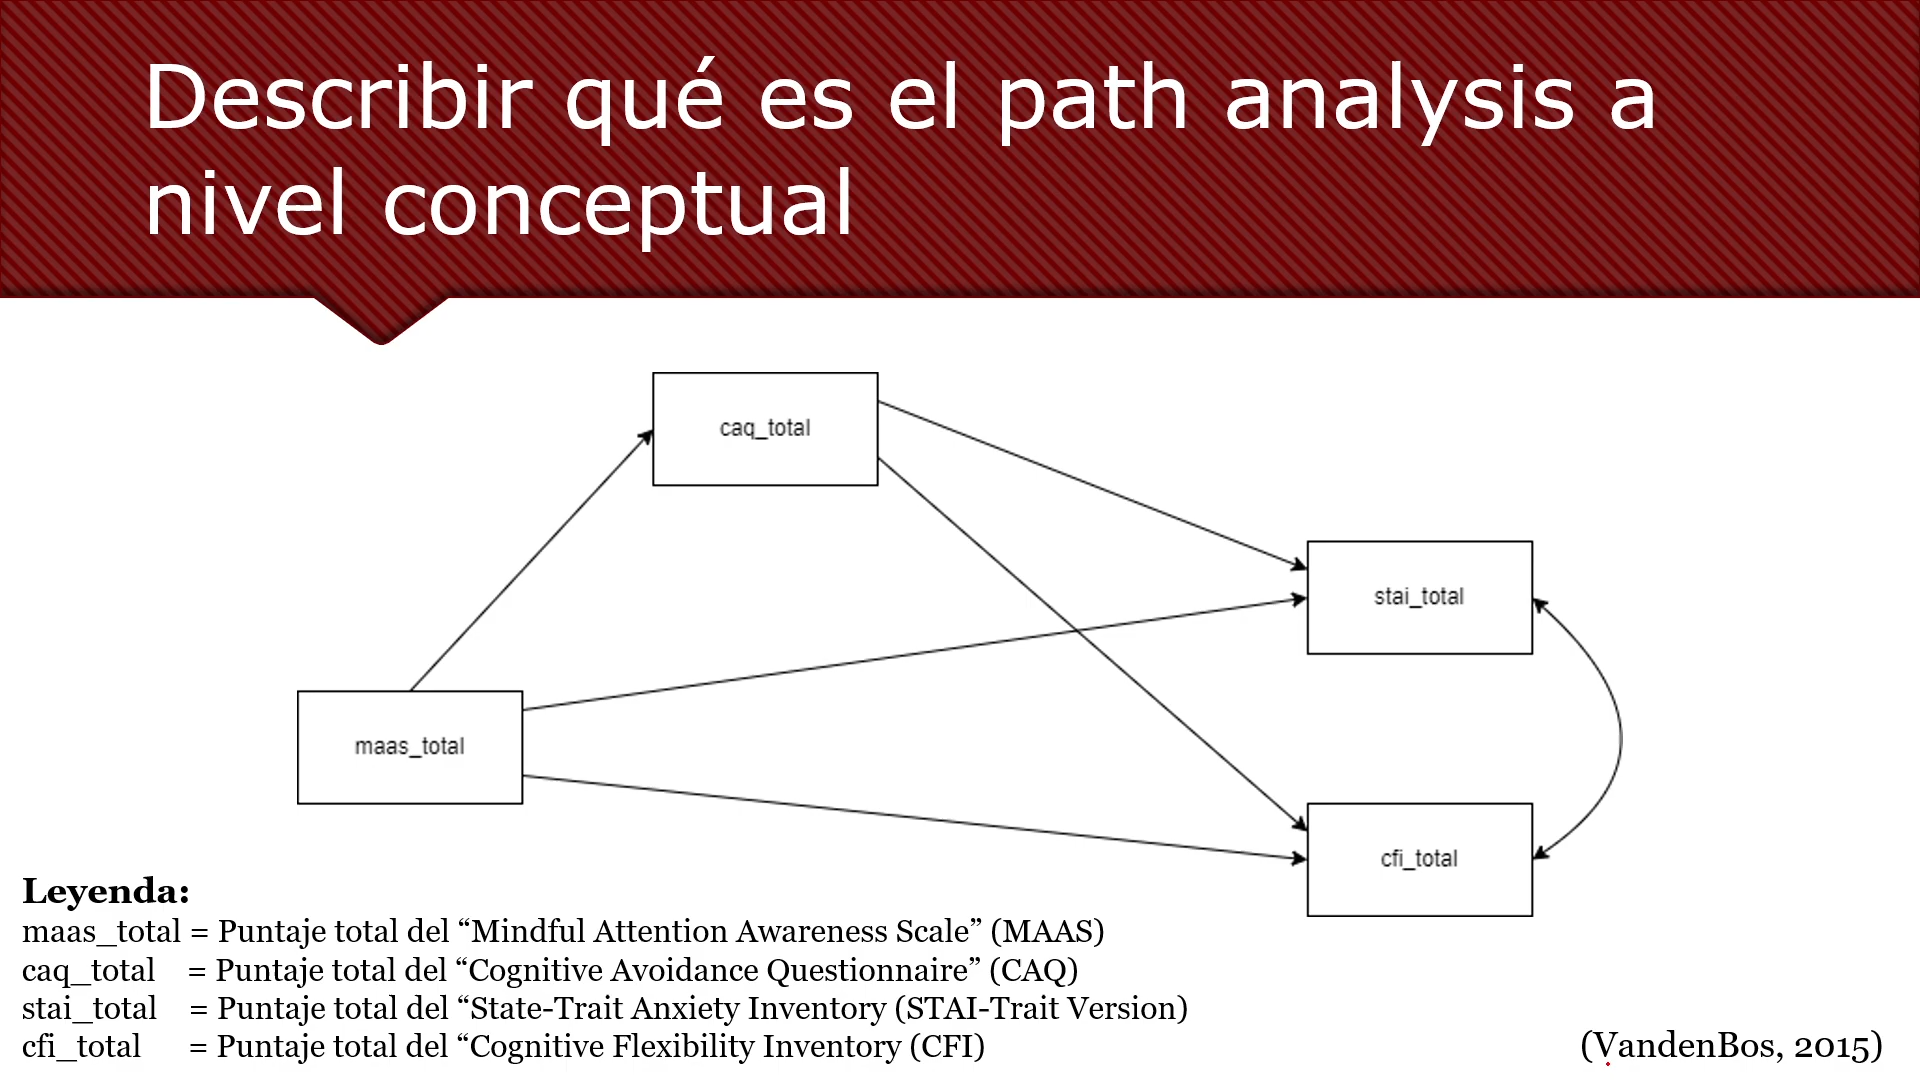 Describir qué es el path analysis a
nivel conceptual
caq_total
stai_total
maas_total
cfi_total
Leyenda:
maas_total = Puntaje total del “Mindful Attention Awareness Scale” (MAAS)
caq_total = Puntaje total del “Cognitive Avoidance Questionnaire” (CAQ)
stai_total = Puntaje total del “State-Trait Anxiety Inventory (STAI-Trait Version)
cfi_total = Puntaje total del “Cognitive Flexibility Inventory (CFI)
(VandenBos, 2015)